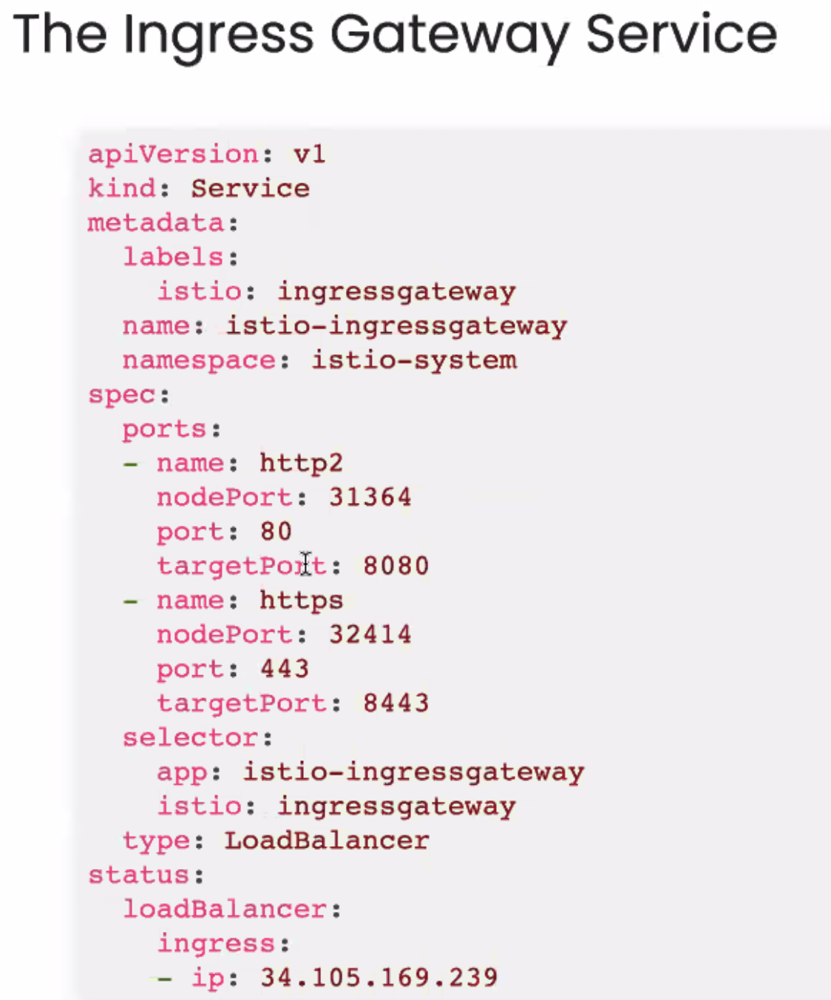 The Ingress Gateway Service
apiVersion: v1
kind: Service
metadata:
  labels:
    istio: ingressgateway
  name: istio-ingressgateway
  namespace: istio-system
spec:
  ports:
  - name: http2
    nodePort: 31364
    port: 80
    targetPort: 8080
  - name: https
    nodePort: 32414
    port: 443
    targetPort: 8443
  selector:
    app: istio-ingressgateway
    istio: ingressgateway
  type: LoadBalancer
status:
  loadBalancer:
    ingress:
    - ip: 34.105.169.239